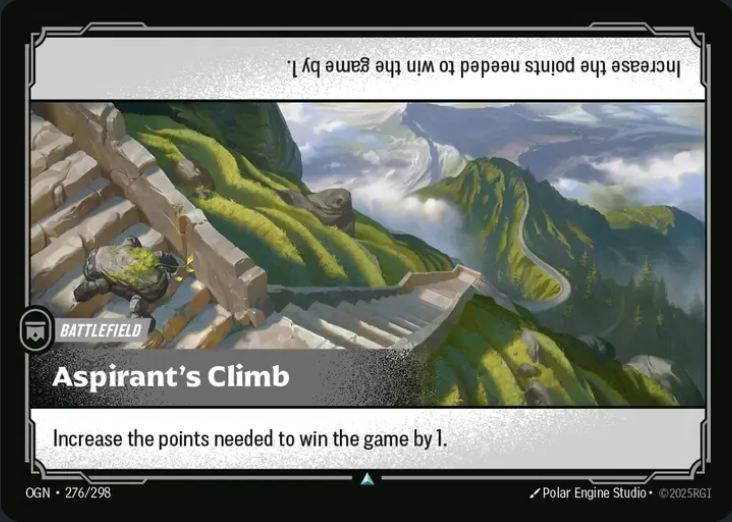 Increase the points needed to win the game by 1.
BATTLEFIELD
Aspirant's Climb
Increase the points needed to win the game by 1.
OGN • 276/298
Polar Engine Studio • ©2025RGI